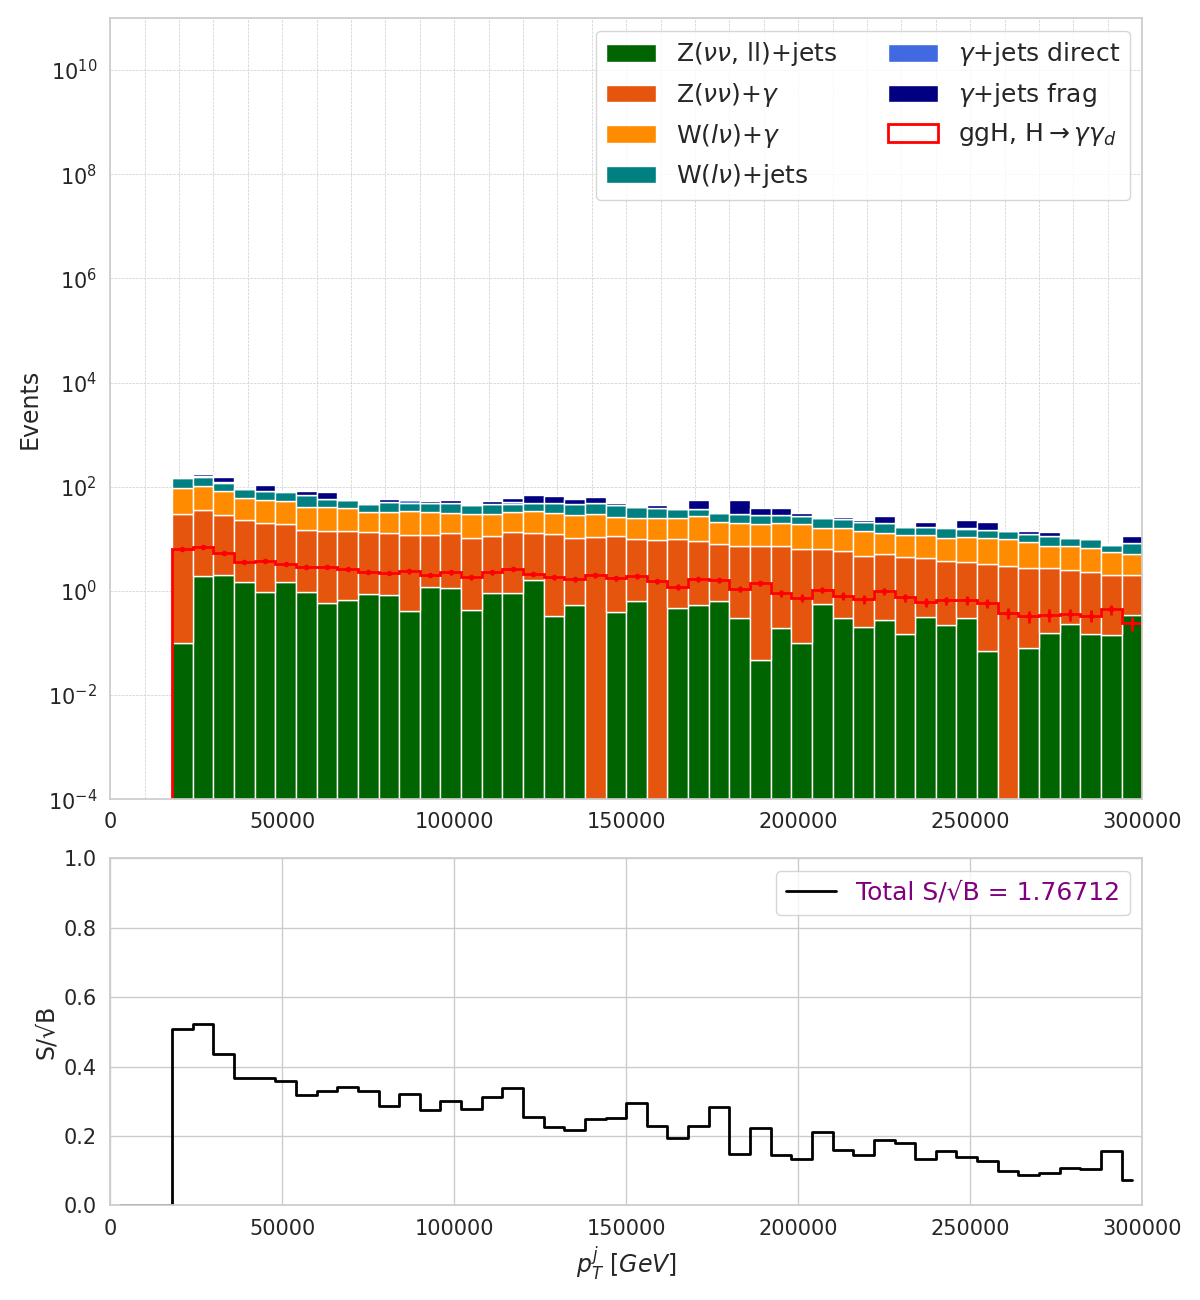 Z(νν, ll)+jets
Z(νν)+γ
W(lν)+γ
W(lν)+jets
γ+jets direct
γ+jets frag
ggH, H→γγ_d
Events
10^10
10^8
10^6
10^4
10^2
10^0
10^−2
10^−4
0 50000 100000 150000 200000 250000 300000
Total S/√B = 1.76712
S/√B
1.0
0.8
0.6
0.4
0.2
0.0
0 50000 100000 150000 200000 250000 300000
p_T^j [GeV]